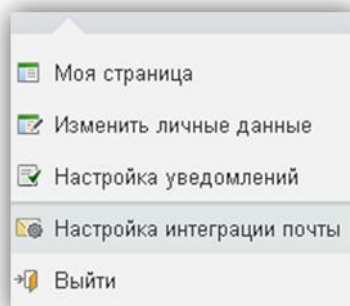 Моя страница
Изменить личные данные
Настройка уведомлений
Настройка интеграции почты
Выйти